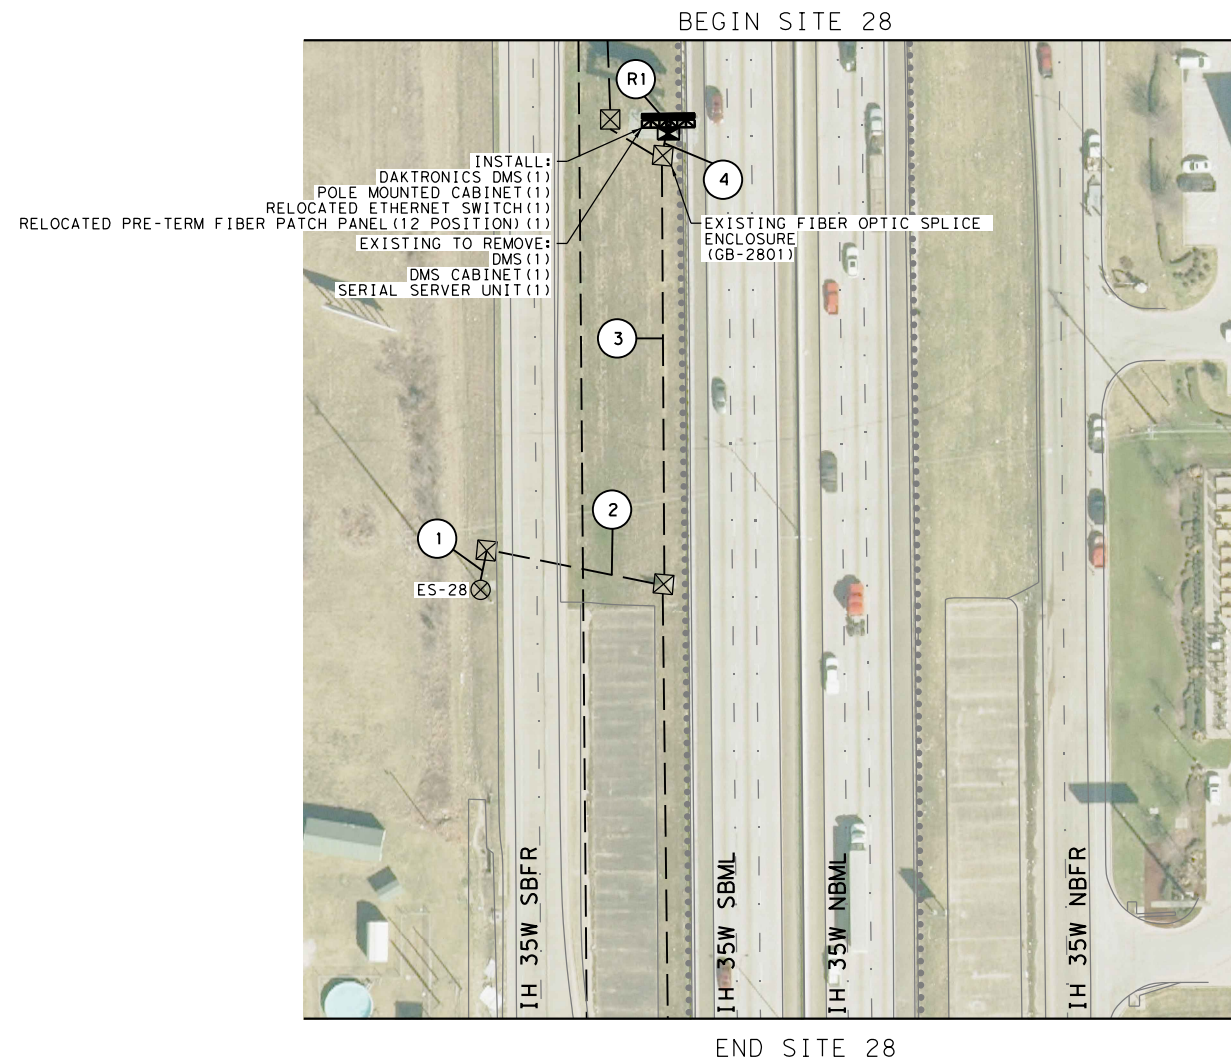 BEGIN SITE 28
R1
INSTALL:
DAKTRONICS DMS(1)
POLE MOUNTED CABINET(1)
RELOCATED ETHERNET SWITCH(1)
RELOCATED PRE-TERM FIBER PATCH PANEL(12 POSITION)(1)
EXISTING TO REMOVE:
DMS(1)
DMS CABINET(1)
SERIAL SERVER UNIT(1)
4
EXISTING FIBER OPTIC SPLICE
ENCLOSURE
(GB-2801)
3
2
1
ES-28
IH 35W SBFR
IH 35W SBML
IH 35W NBML
IH 35W NBFR
END SITE 28